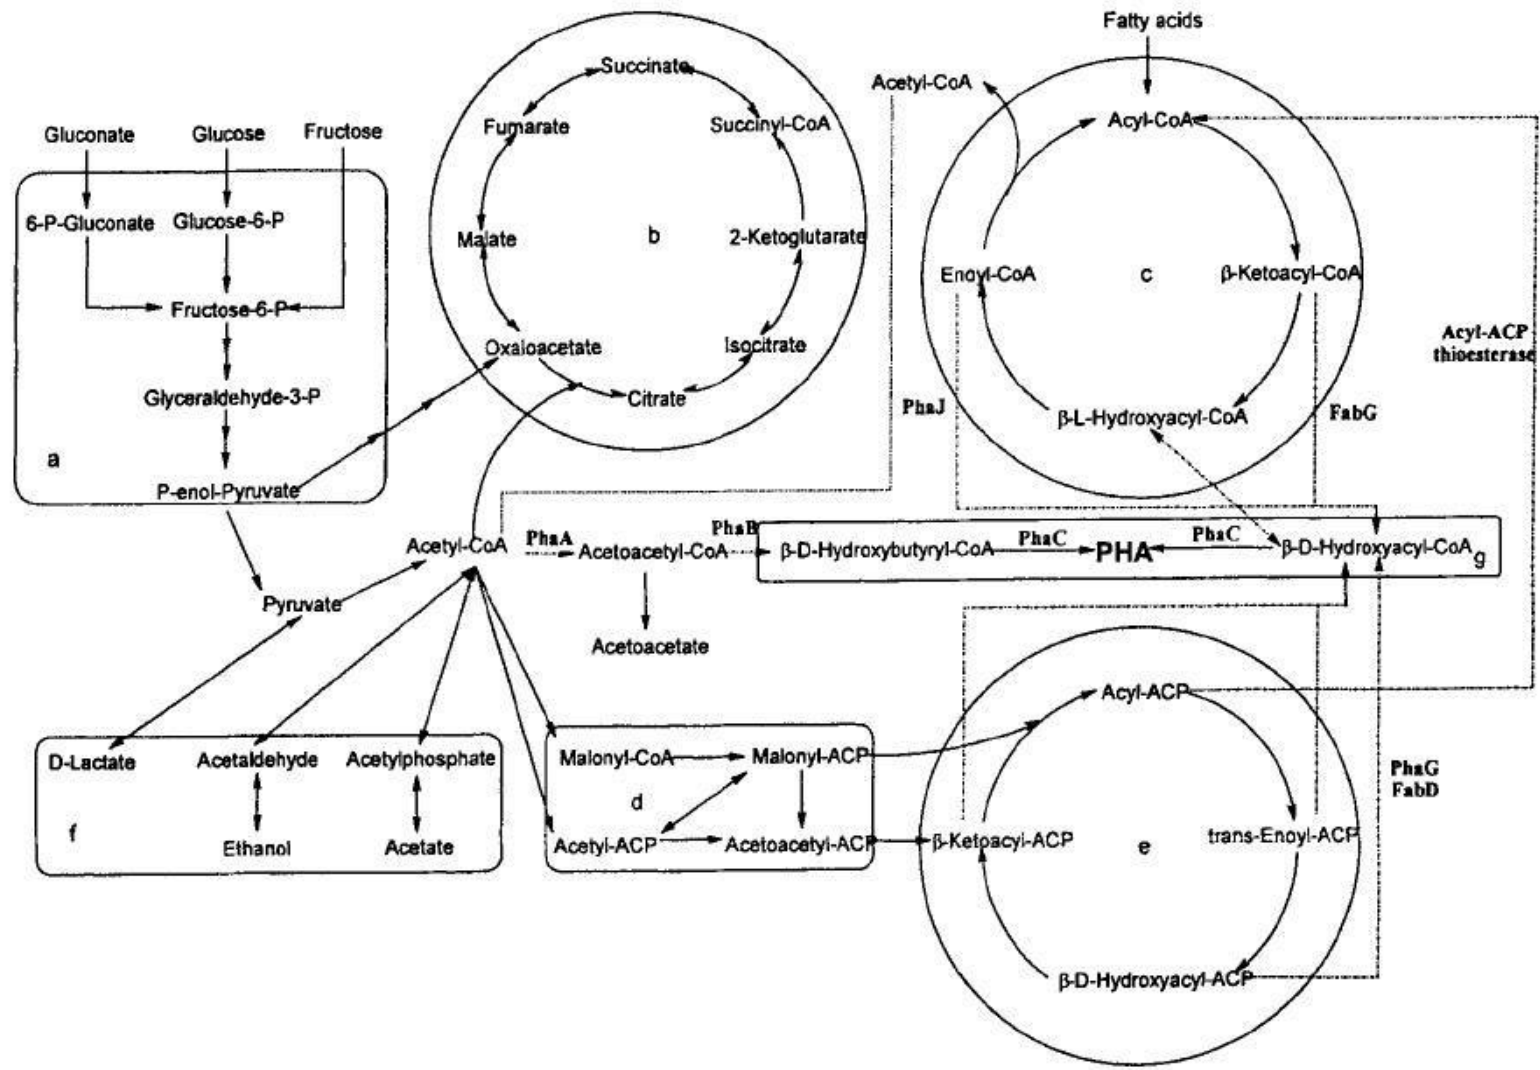 Fatty acids
Gluconate
Glucose
Fructose
6-P-Gluconate
Glucose-6-P
Fructose-6-P
Glyceraldehyde-3-P
a
P-enol-Pyruvate
Pyruvate
Succinate
Fumarate
Succinyl-CoA
Malate
b
2-Ketoglutarate
Oxaloacetate
Isocitrate
Citrate
Acetyl-CoA
Acyl-CoA
Enoyl-CoA
c
β-Ketoacyl-CoA
β-L-Hydroxyacyl-CoA
PhaJ
FabG
Acyl-ACP
thioesterase
Acetyl-CoA
PhaA
Acetoacetyl-CoA
PhaB
β-D-Hydroxybutyryl-CoA
PhaC
PHA
PhaC
β-D-Hydroxyacyl-CoA
g
Acetoacetate
D-Lactate
Acetaldehyde
Acetylphosphate
f
Ethanol
Acetate
Malonyl-CoA
Malonyl-ACP
d
Acetyl-ACP
Acetoacetyl-ACP
Acyl-ACP
β-Ketoacyl-ACP
e
trans-Enoyl-ACP
β-D-Hydroxyacyl-ACP
PhaG
FabD